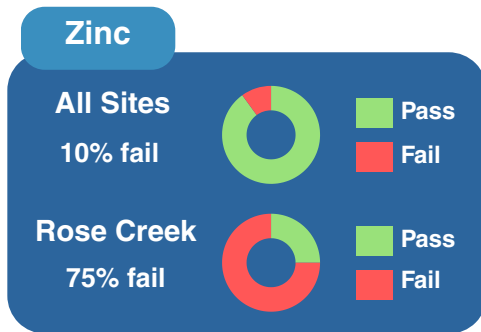 Zinc
All Sites
10% fail
Pass
Fail
Rose Creek
75% fail
Pass
Fail